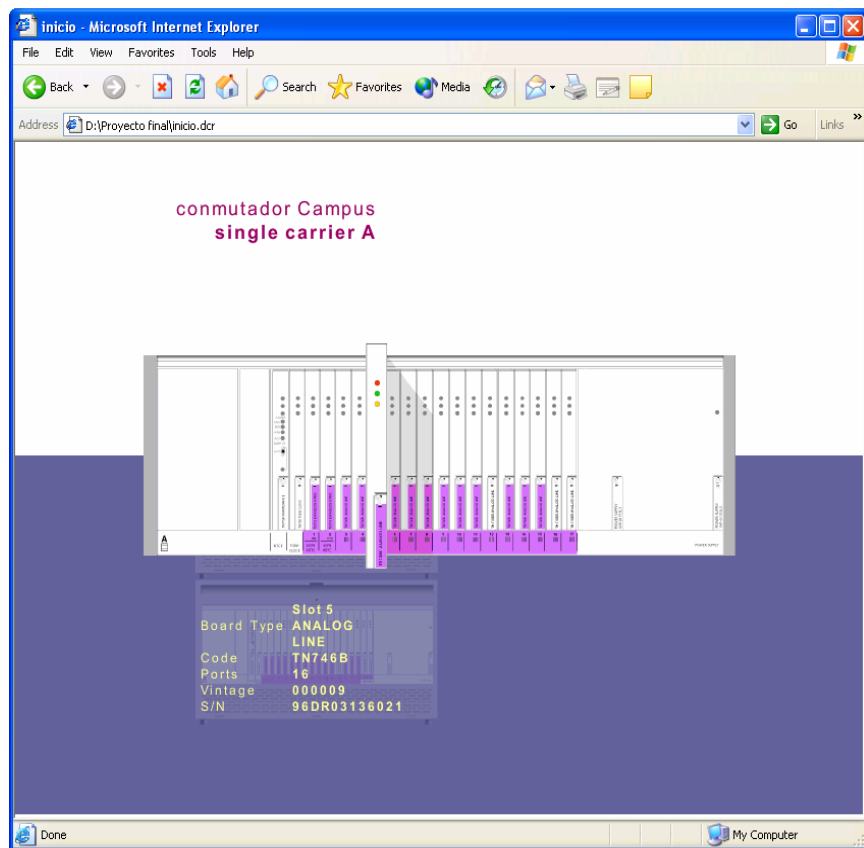 inicio - Microsoft Internet Explorer
File Edit View Favorites Tools Help
Back Search Favorites Media
Address D:\Proyecto final\inicio.dcr Go Links »
conmutador Campus
single carrier A
A
POWER SUPPLY
Slot 5
Board Type ANALOG
LINE
Code TN746B
Ports 16
Vintage 000009
S/N 96DR03136021
Done My Computer